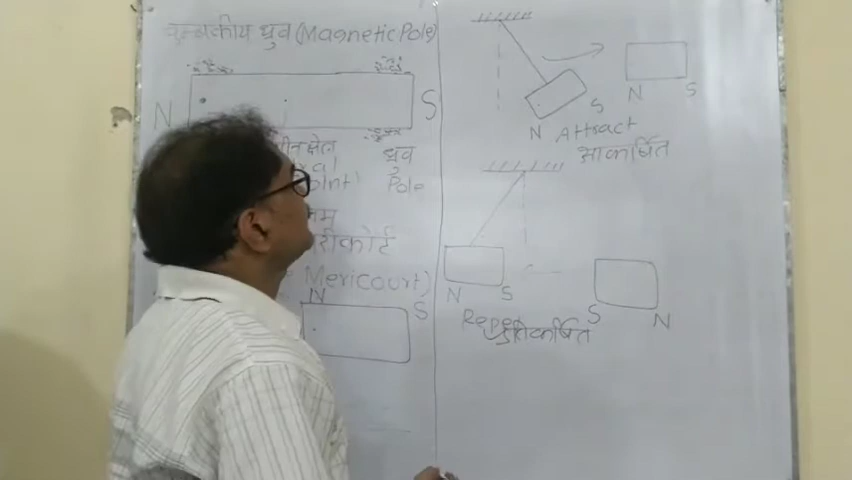 चुम्बकीय ध्रुव (Magnetic Pole)
N S
क्षेत्र ध्रुव
Pole
रीकोर्ट
Mericourt)
N S
N S
N S
Attract
आकर्षित
N S
S N
Repel
प्रतिकर्षित